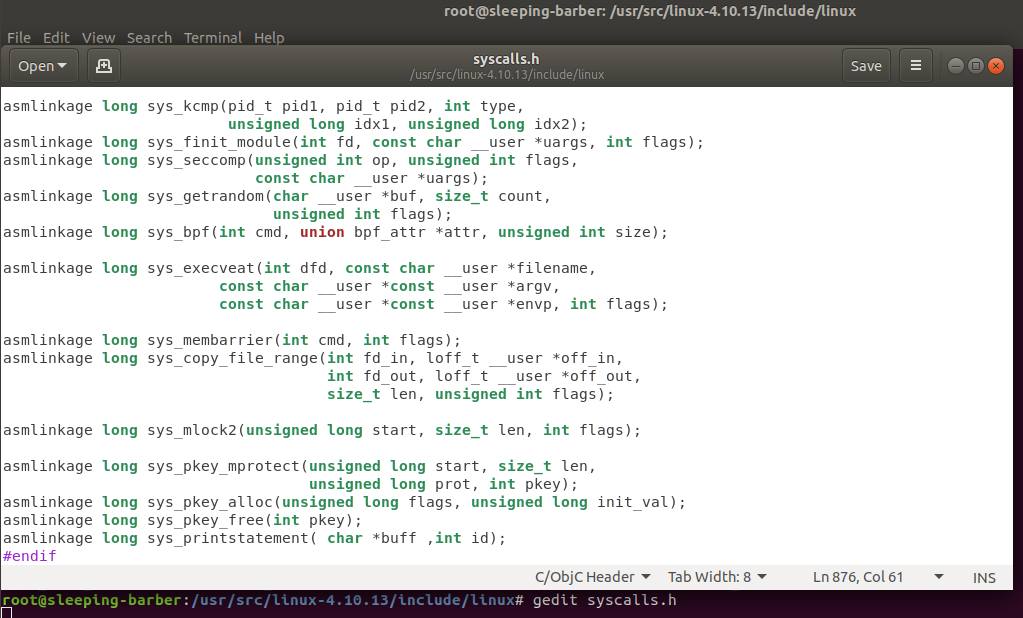 root@sleeping-barber: /usr/src/linux-4.10.13/include/linux
File Edit View Search Terminal Help
Open syscalls.h Save
/usr/src/linux-4.10.13/include/linux
asmlinkage long sys_kcmp(pid_t pid1, pid_t pid2, int type,
unsigned long idx1, unsigned long idx2);
asmlinkage long sys_finit_module(int fd, const char __user *uargs, int flags);
asmlinkage long sys_seccomp(unsigned int op, unsigned int flags,
const char __user *uargs);
asmlinkage long sys_getrandom(char __user *buf, size_t count,
unsigned int flags);
asmlinkage long sys_bpf(int cmd, union bpf_attr *attr, unsigned int size);
asmlinkage long sys_execveat(int dfd, const char __user *filename,
const char __user *const __user *argv,
const char __user *const __user *envp, int flags);
asmlinkage long sys_membarrier(int cmd, int flags);
asmlinkage long sys_copy_file_range(int fd_in, loff_t __user *off_in,
int fd_out, loff_t __user *off_out,
size_t len, unsigned int flags);
asmlinkage long sys_mlock2(unsigned long start, size_t len, int flags);
asmlinkage long sys_pkey_mprotect(unsigned long start, size_t len,
unsigned long prot, int pkey);
asmlinkage long sys_pkey_alloc(unsigned long flags, unsigned long init_val);
asmlinkage long sys_pkey_free(int pkey);
asmlinkage long sys_printstatement( char *buff ,int id);
#endif
C/ObjC Header Tab Width: 8 Ln 876, Col 61 INS
root@sleeping-barber:/usr/src/linux-4.10.13/include/linux# gedit syscalls.h